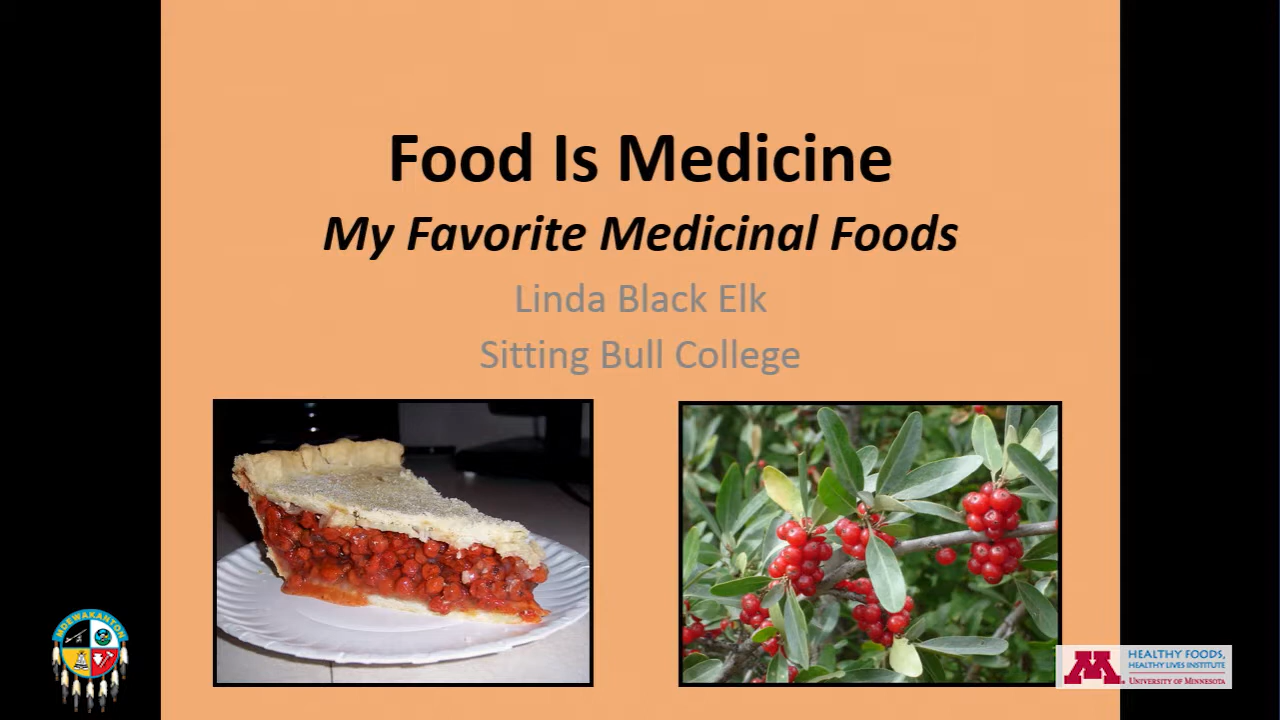 Food Is Medicine
My Favorite Medicinal Foods
Linda Black Elk
Sitting Bull College
MDEWAKANTON
M.
HEALTHY FOODS,
HEALTHY LIVES INSTITUTE
UNIVERSITY OF MINNESOTA